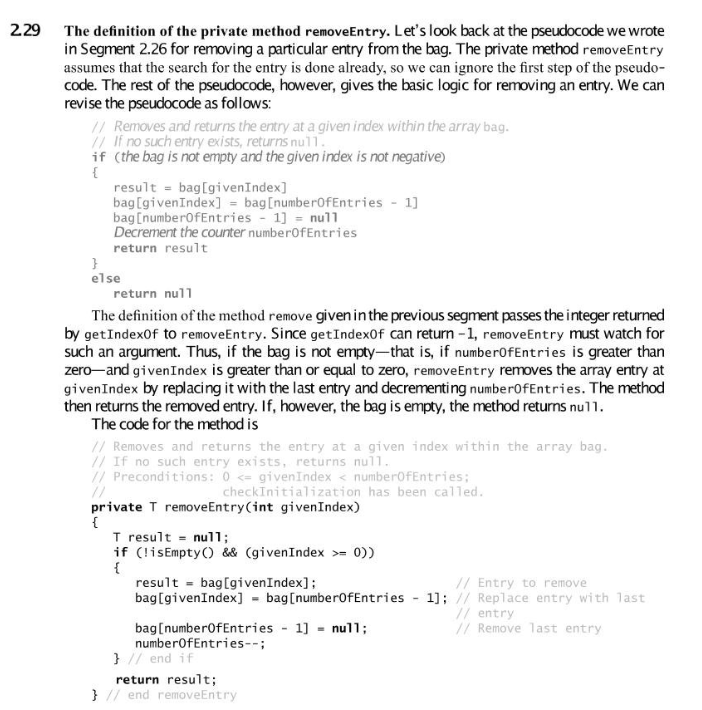 2.29 The definition of the private method removeEntry. Let's look back at the pseudocode we wrote
in Segment 2.26 for removing a particular entry from the bag. The private method removeEntry
assumes that the search for the entry is done already, so we can ignore the first step of the pseudo-
code. The rest of the pseudocode, however, gives the basic logic for removing an entry. We can
revise the pseudocode as follows:
// Removes and returns the entry at a given index within the array bag.
// If no such entry exists, returns null.
if (the bag is not empty and the given index is not negative)
{
result = bag[givenIndex]
bag[givenIndex] = bag[numberOfEntries - 1]
bag[numberOfEntries - 1] = null
Decrement the counter numberOfEntries
return result
}
else
return null
The definition of the method remove given in the previous segment passes the integer returned
by getIndexOf to removeEntry. Since getIndexOf can return -1, removeEntry must watch for
such an argument. Thus, if the bag is not empty—that is, if numberOfEntries is greater than
zero—and givenIndex is greater than or equal to zero, removeEntry removes the array entry at
givenIndex by replacing it with the last entry and decrementing numberOfEntries. The method
then returns the removed entry. If, however, the bag is empty, the method returns null.
The code for the method is
// Removes and returns the entry at a given index within the array bag.
// If no such entry exists, returns null.
// Preconditions: 0 <= givenIndex < numberOfEntries;
// checkInitialization has been called.
private T removeEntry(int givenIndex)
{
T result = null;
if (!isEmpty() && (givenIndex >= 0))
{
result = bag[givenIndex]; // Entry to remove
bag[givenIndex] = bag[numberOfEntries - 1]; // Replace entry with last
// entry
bag[numberOfEntries - 1] = null; // Remove last entry
numberOfEntries--;
} // end if
return result;
} // end removeEntry